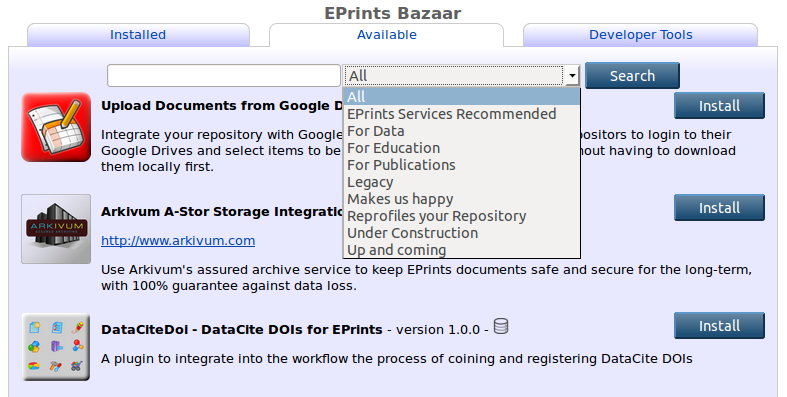 EPrints Bazaar
Installed
Available
Developer Tools
All
Search
Upload Documents from Google D
Install
Integrate your repository with Google
positors to login to their
Google Drives and select items to be
out having to download
them locally first.
All
EPrints Services Recommended
For Data
For Education
For Publications
Legacy
Makes us happy
Reprofiles your Repository
Under Construction
Up and coming
ARKIVUM
Arkivum A-Stor Storage Integratio
Install
http://www.arkivum.com
Use Arkivum's assured archive service to keep EPrints documents safe and secure for the long-term,
with 100% guarantee against data loss.
DataCiteDoi - DataCite DOIs for EPrints - version 1.0.0 -
Install
A plugin to integrate into the workflow the process of coining and registering DataCite DOIs